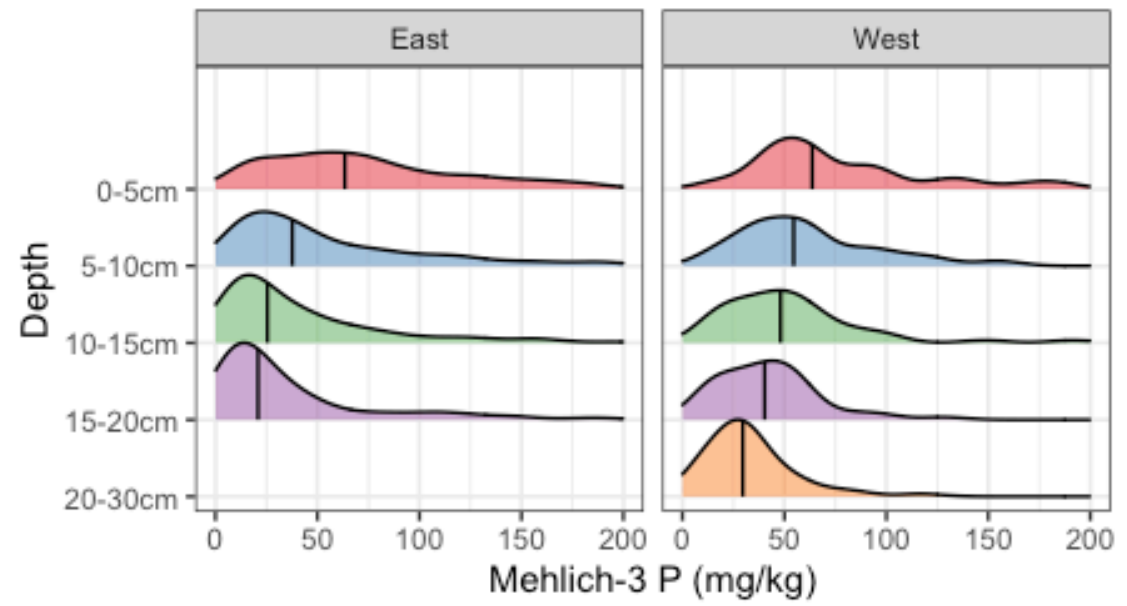 East West
0-5cm
5-10cm
10-15cm
15-20cm
20-30cm
Depth
0 50 100 150 200 0 50 100 150 200
Mehlich-3 P (mg/kg)